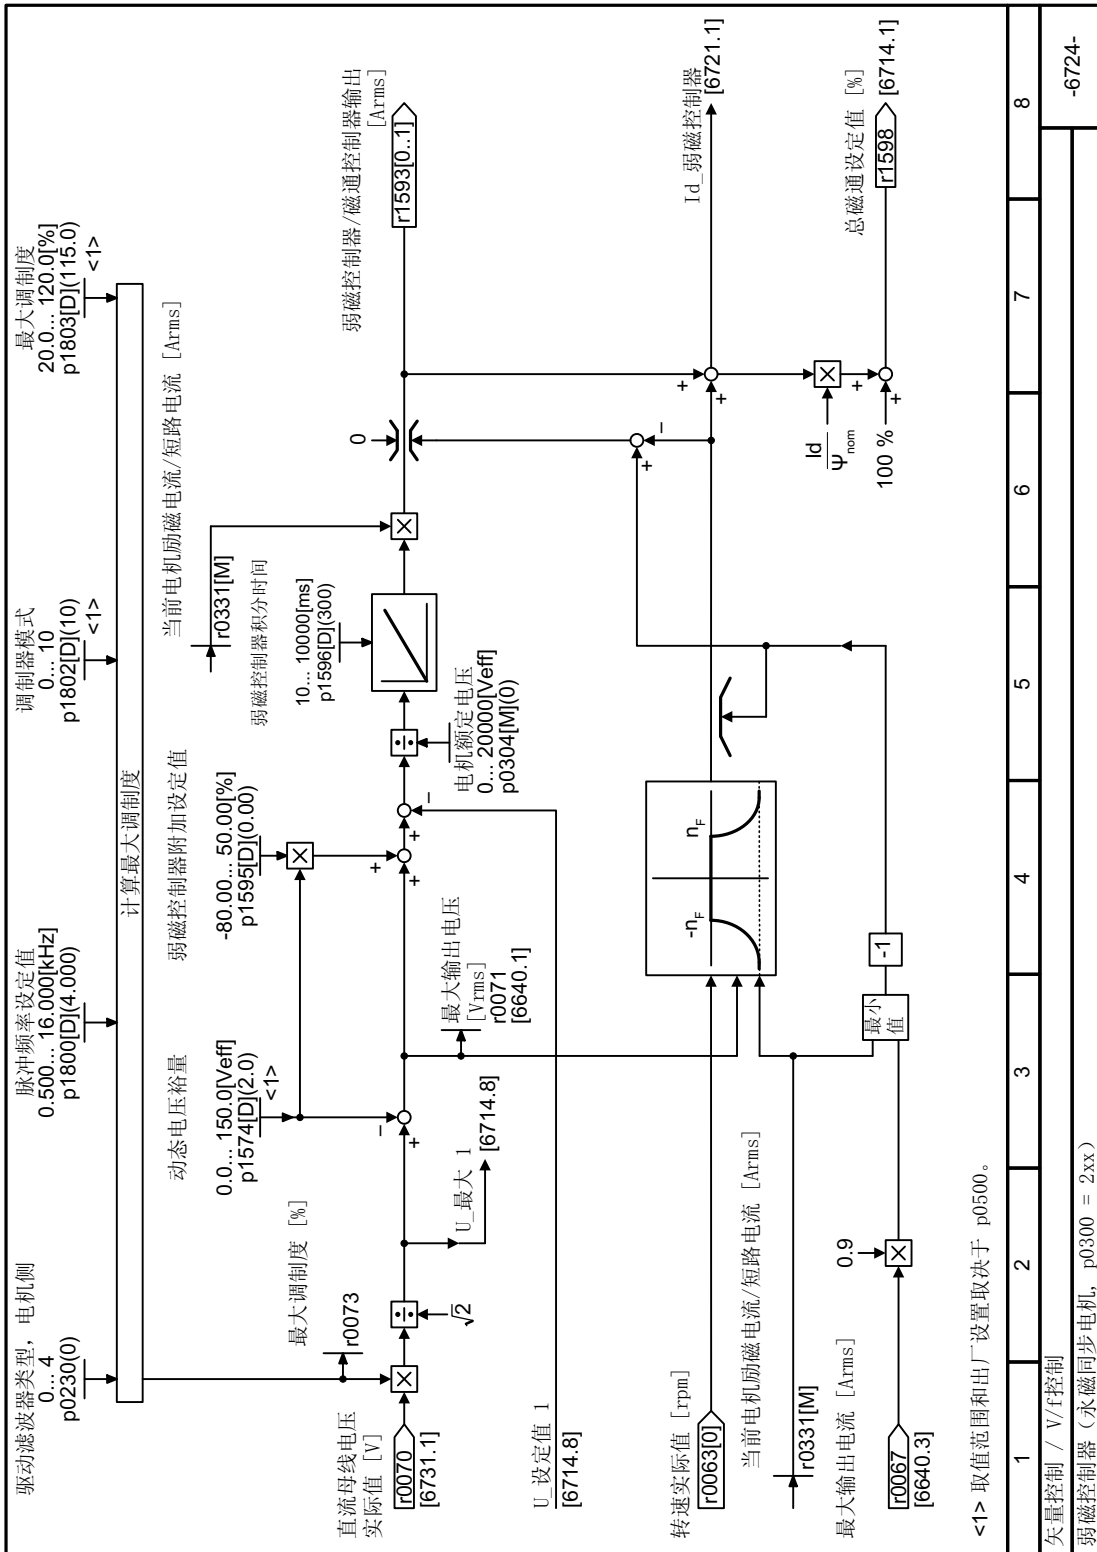 驱动滤波器类型, 电机侧
0... 4
p0230(0)
脉冲频率设定值
0.500... 16.000[kHz]
p1800[D](4.000)
调制器模式
0... 10
p1802[D](10)
<1>
最大调制度
20.0... 120.0[%]
p1803[D](115.0)
<1>
计算最大调制度
动态电压裕量
0.0... 150.0[Veff]
p1574[D](2.0)
<1>
弱磁控制器附加设定值
-80.00... 50.00[%]
p1595[D](0.00)
当前电机励磁电流/短路电流 [Arms]
r0331[M]
弱磁控制器积分时间
10... 10000[ms]
p1596[D](300)
最大调制度 [%]
r0073
直流母线电压
实际值 [V]
r0070
[6731.1]
√2
U_最大 1
[6714.8]
最大输出电压
[Vrms]
r0071
[6640.1]
电机额定电压
0... 20000[Veff]
p0304[M](0)
0
弱磁控制器/磁通控制器输出
[Arms]
r1593[0..1]
U_设定值 1
[6714.8]
转速实际值 [rpm]
r0063[0]
-nF
nF
Id_弱磁控制器
[6721.1]
当前电机励磁电流/短路电流 [Arms]
r0331[M]
最大输出电流 [Arms]
r0067
[6640.3]
0.9
最小
值
-1
Id
Ψnom
100 %
总磁通设定值 [%]
r1598
[6714.1]
<1> 取值范围和出厂设置取决于 p0500。
1
2
3
4
5
6
7
8
矢量控制 / V/f控制
弱磁控制器 (永磁同步电机, p0300 = 2xx)
-6724-